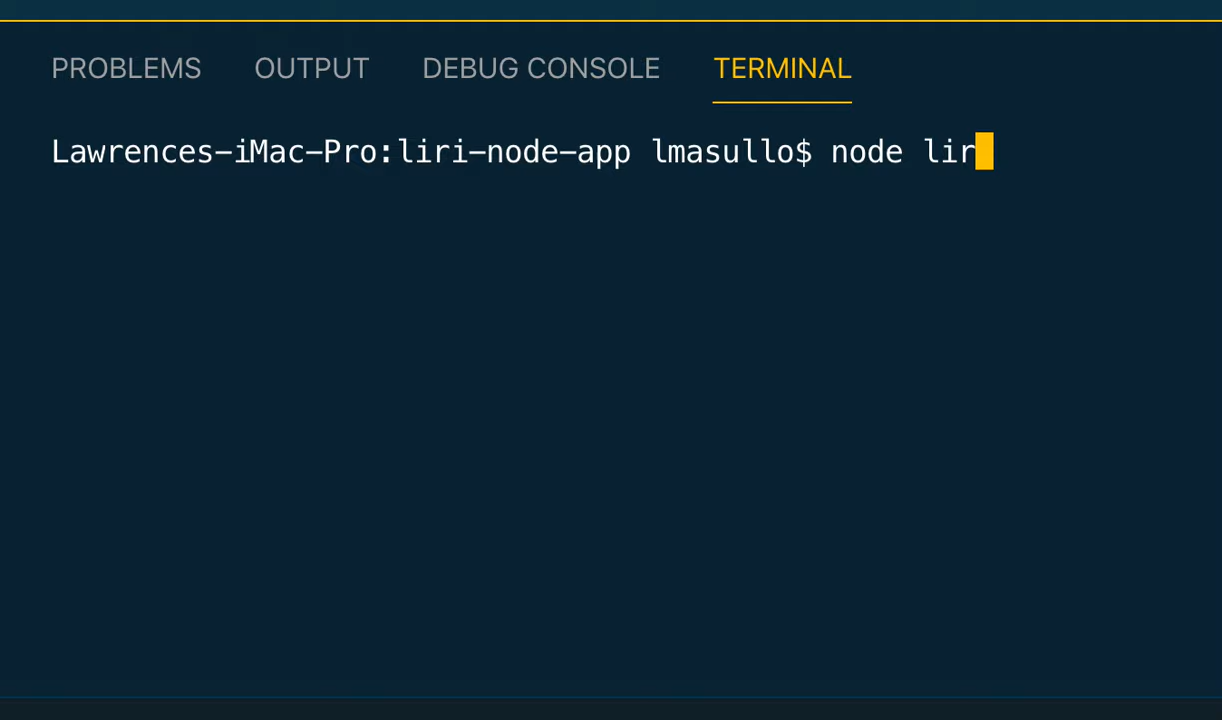 PROBLEMS OUTPUT DEBUG CONSOLE TERMINAL
Lawrences-iMac-Pro:liri-node-app lmasullo$ node lir